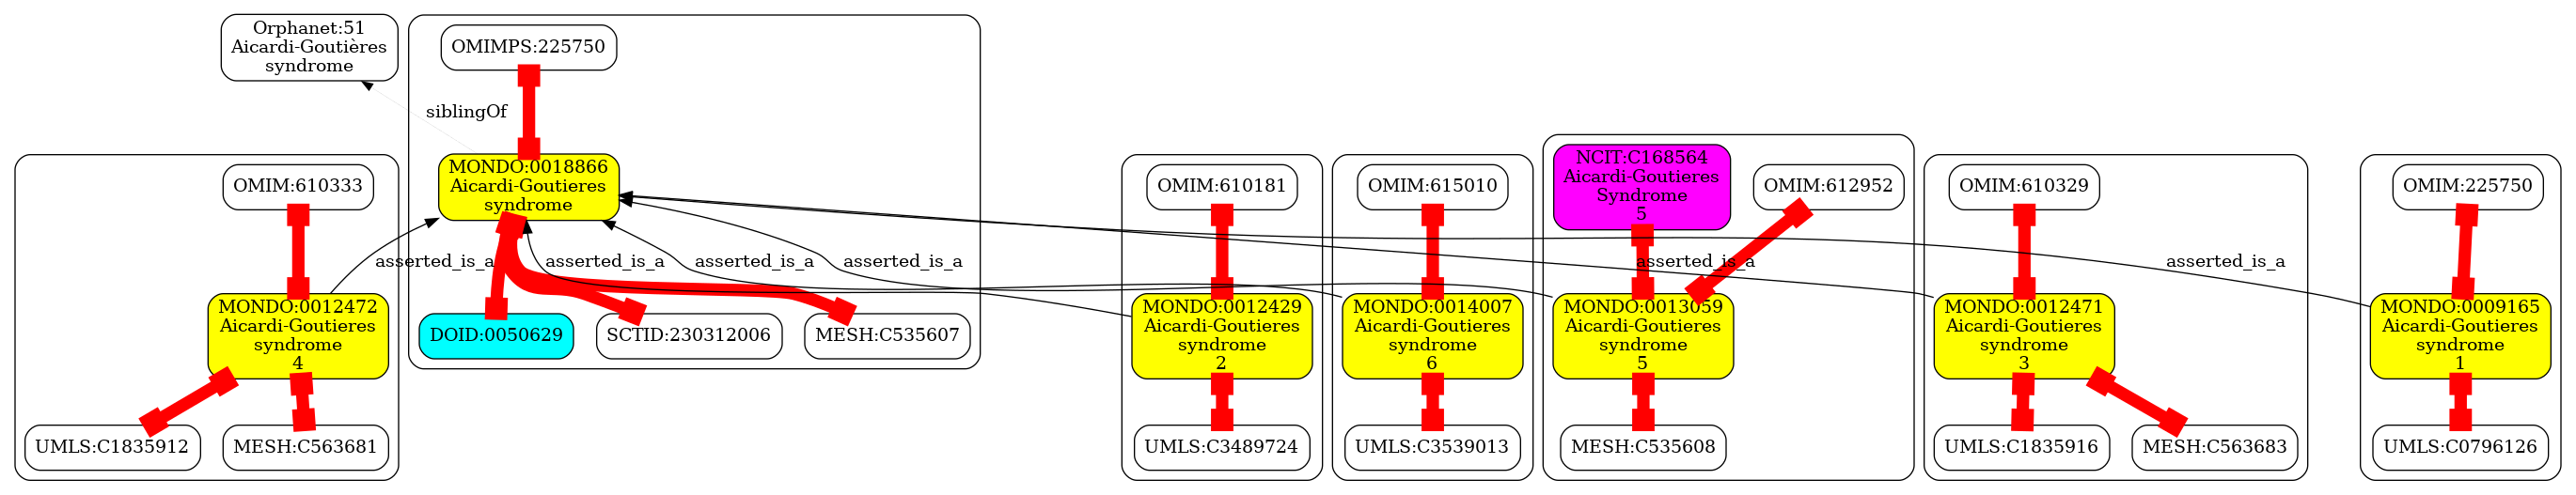 Orphanet:51
Aicardi-Goutières
syndrome
OMIMPS:225750
siblingOf
MONDO:0018866
Aicardi-Goutieres
syndrome
OMIM:610333
OMIM:610181
OMIM:615010
NCIT:C168564
Aicardi-Goutieres
Syndrome
5
OMIM:612952
OMIM:610329
OMIM:225750
asserted_is_a
asserted_is_a
asserted_is_a
asserted_is_a
asserted_is_a
asserted_is_a
MONDO:0012472
Aicardi-Goutieres
syndrome
4
DOID:0050629
SCTID:230312006
MESH:C535607
MONDO:0012429
Aicardi-Goutieres
syndrome
2
MONDO:0014007
Aicardi-Goutieres
syndrome
6
MONDO:0013059
Aicardi-Goutieres
syndrome
5
MONDO:0012471
Aicardi-Goutieres
syndrome
3
MONDO:0009165
Aicardi-Goutieres
syndrome
1
UMLS:C1835912
MESH:C563681
UMLS:C3489724
UMLS:C3539013
MESH:C535608
UMLS:C1835916
MESH:C563683
UMLS:C0796126